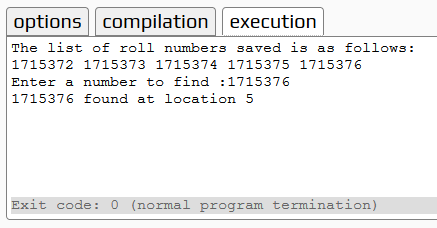 options compilation execution
The list of roll numbers saved is as follows:
1715372 1715373 1715374 1715375 1715376
Enter a number to find :1715376
1715376 found at location 5
Exit code: 0 (normal program termination)